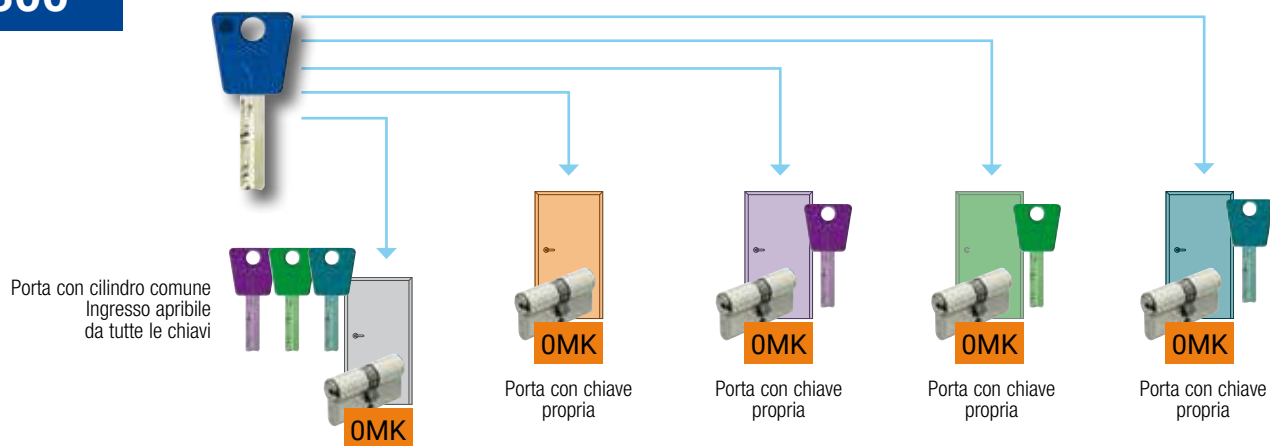 Porta con cilindro comune
Ingresso apribile
da tutte le chiavi
0MK
0MK
Porta con chiave
propria
0MK
Porta con chiave
propria
0MK
Porta con chiave
propria
0MK
Porta con chiave
propria